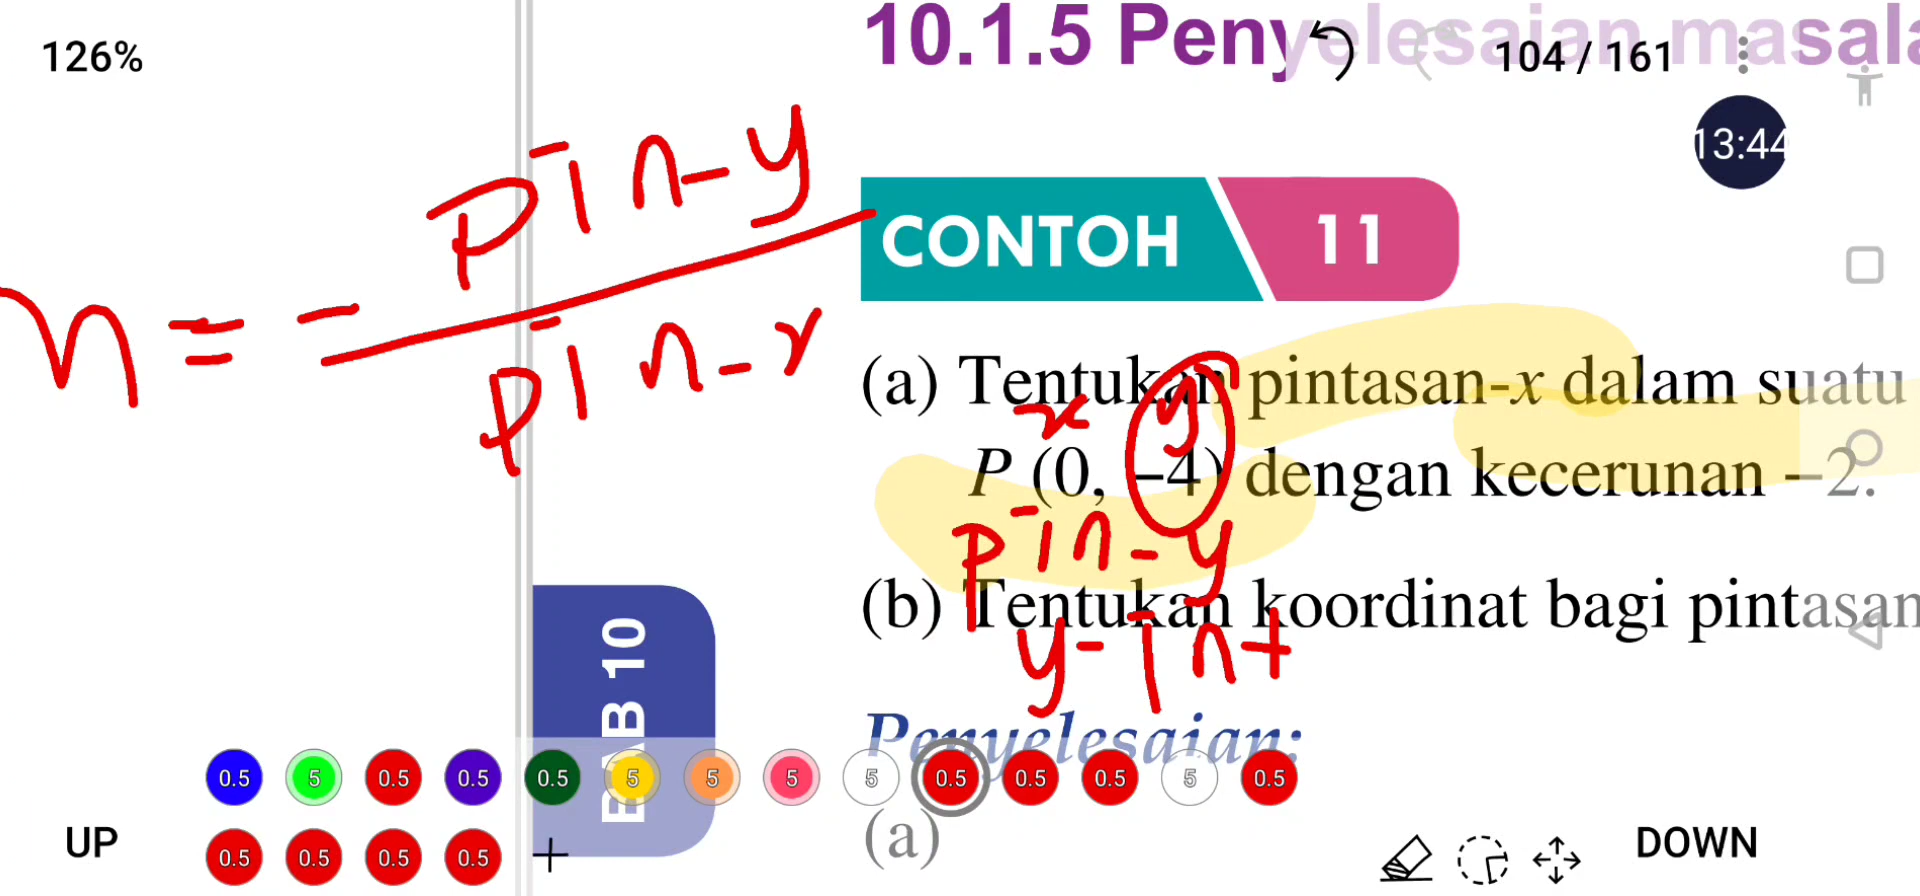 10.1.5 Penyelesaian masala
126%
104 / 161
13:44
pin-y
m = -
pin-x
CONTOH 11
(a) Tentukan pintasan-x dalam suatu
x y
P (0, –4) dengan kecerunan –2.
pin-y
(b) Tentukan koordinat bagi pintasan
y-int
BAB 10
Penyelesaian:
0.5 5 0.5 0.5 0.5 5 5 5 5 0.5 0.5 0.5 5 0.5
(a)
UP 0.5 0.5 0.5 0.5 + DOWN